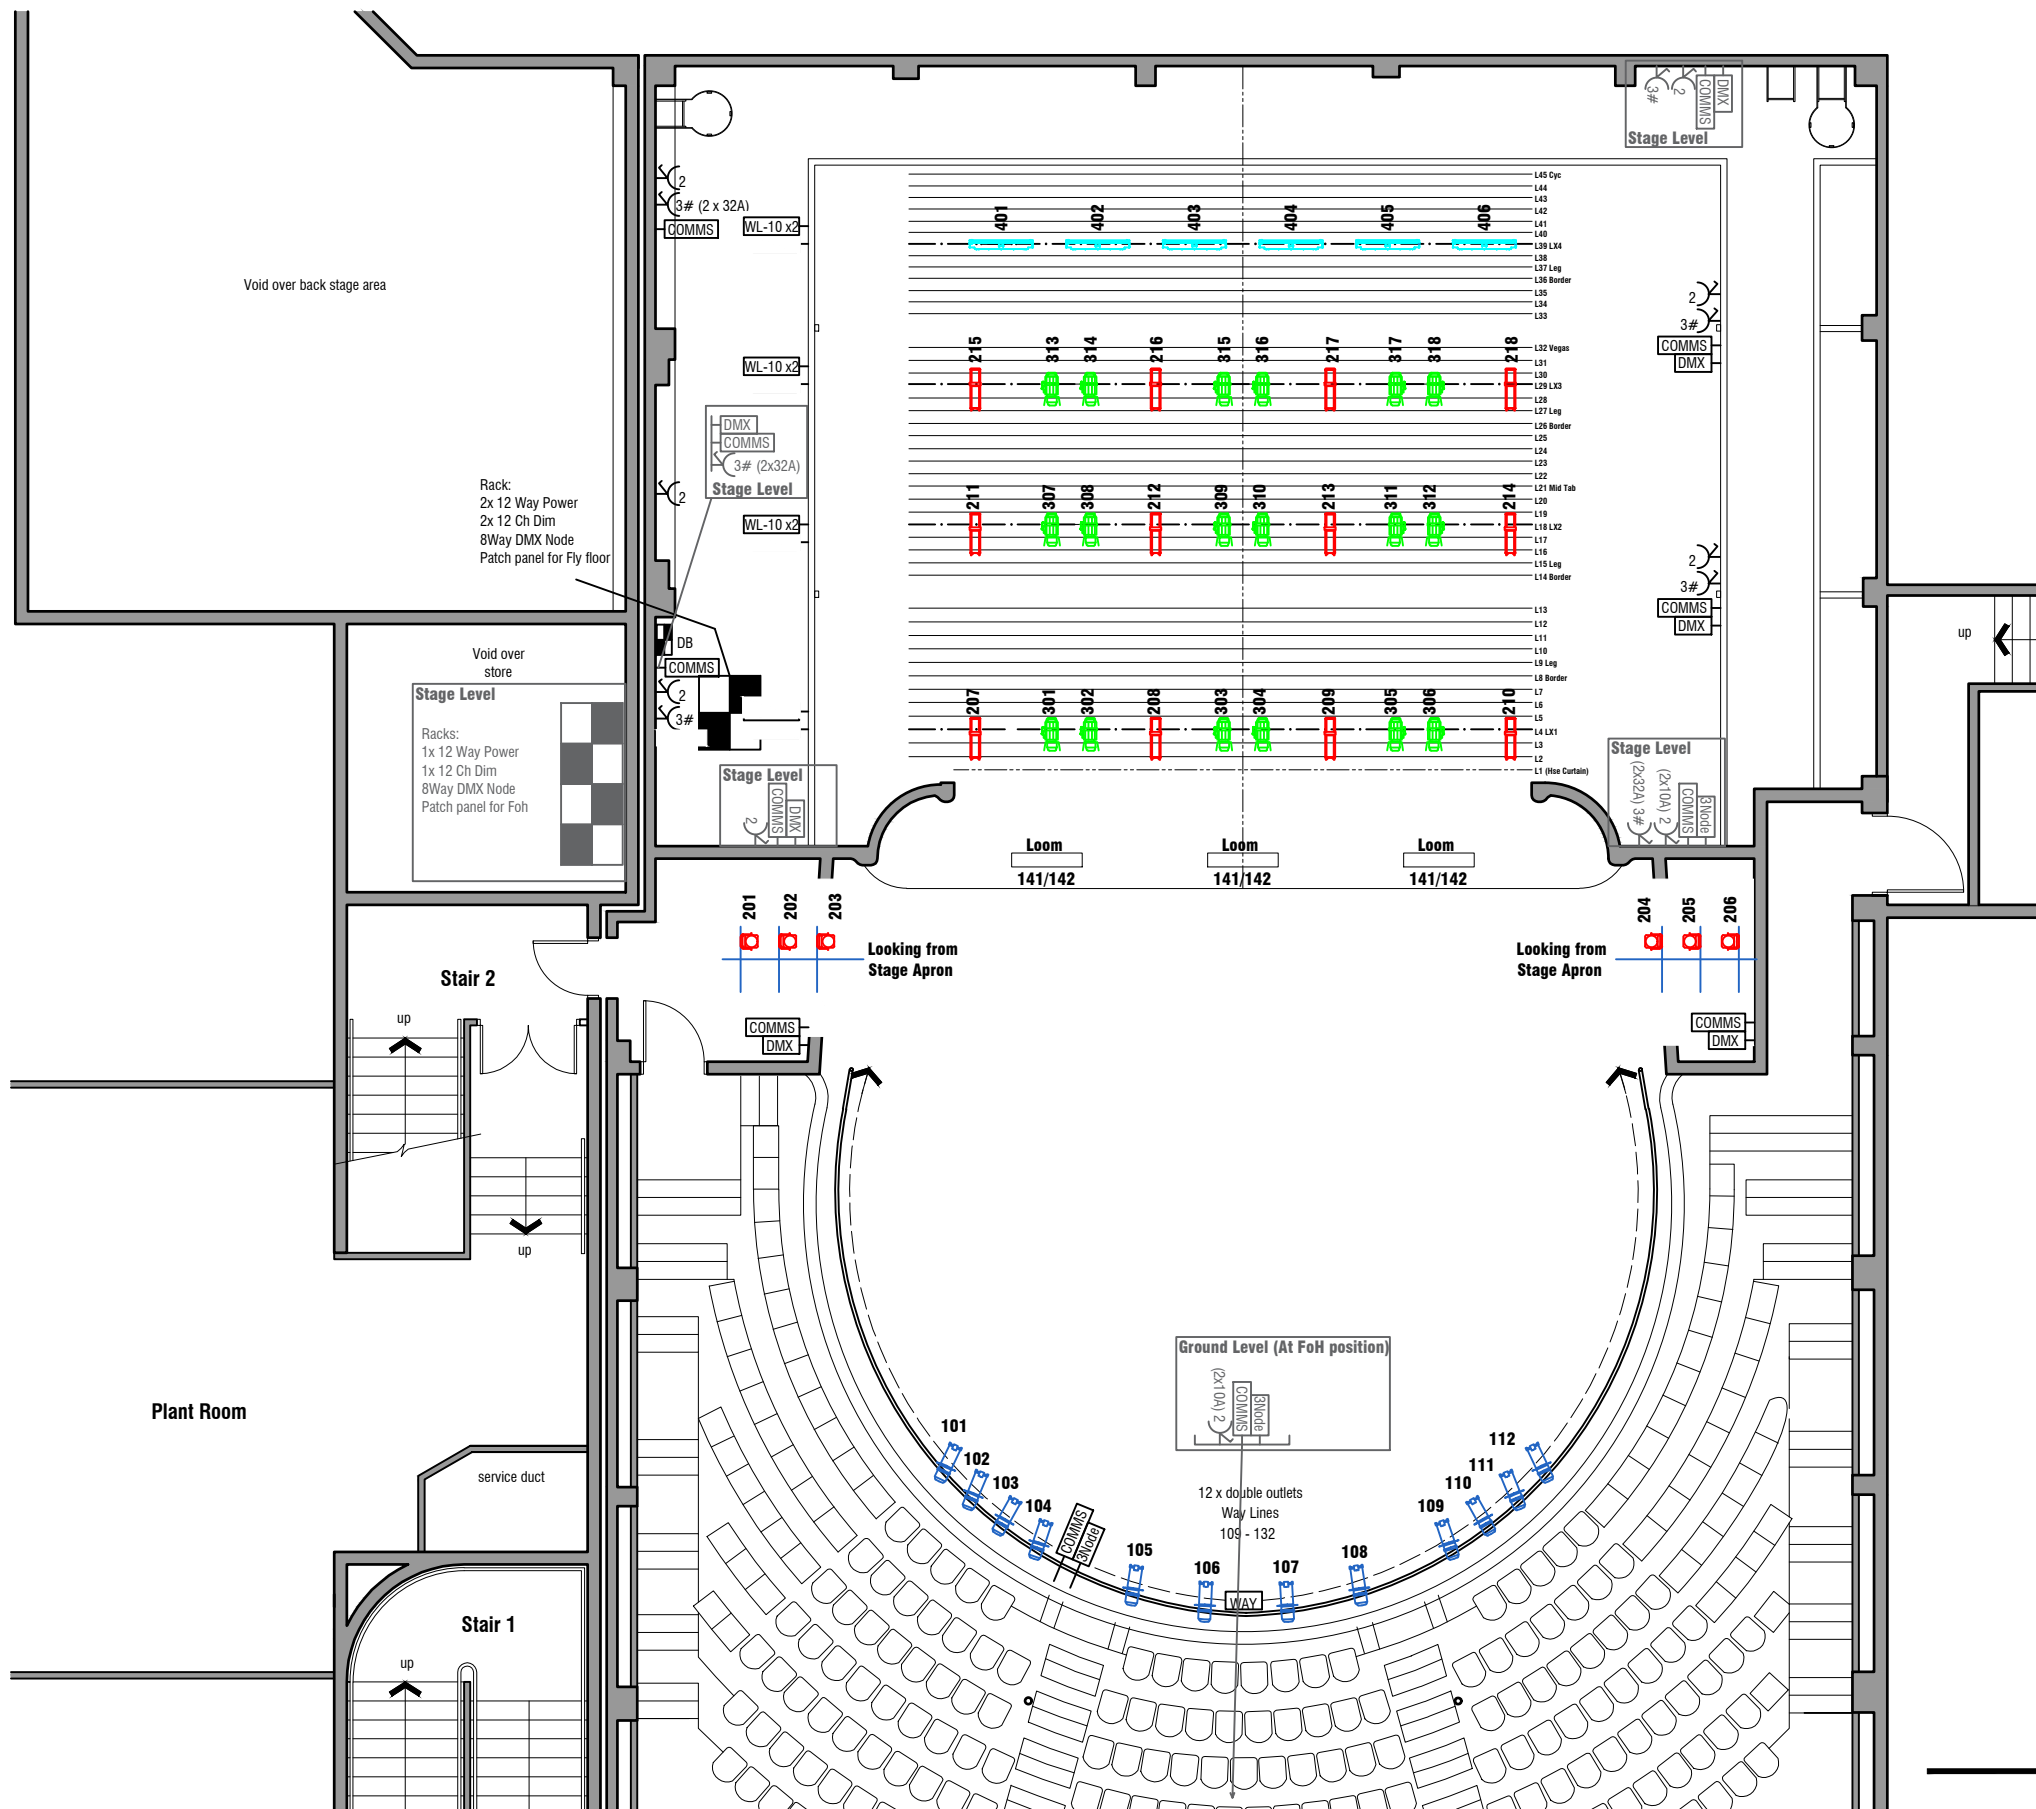 3#
2
COMMS
DMX
Stage Level
2
3# (2 x 32A)
COMMS
WL-10 x2
L45 Cyc
L44
L43
L42
L41
L40
L39 LX4
L38
L37 Leg
L36 Border
L35
L34
L33
401
402
403
404
405
406
Void over back stage area
2
3#
COMMS
DMX
WL-10 x2
L32 Vegas
L31
L30
L29 LX3
L28
L27 Leg
L26 Border
L25
L24
L23
L22
L21 Mid Tab
L20
L19
L18 LX2
L17
L16
L15 Leg
L14 Border
215
313
314
216
315
316
217
317
318
218
DMX
COMMS
3# (2x32A)
Stage Level
Rack:
2x 12 Way Power
2x 12 Ch Dim
8Way DMX Node
Patch panel for Fly floor
2
WL-10 x2
211
307
308
212
309
310
213
311
312
214
2
3#
COMMS
DMX
up
L13
L12
L11
L10
L9 Leg
L8 Border
L7
L6
L5
L4 LX1
L3
L2
L1 (Hse Curtain)
DB
COMMS
2
3#
Void over
store
Stage Level
Racks:
1x 12 Way Power
1x 12 Ch Dim
8Way DMX Node
Patch panel for Foh
207
301
302
208
303
304
209
305
306
210
Stage Level
2
COMMS
DMX
Stage Level
(2x32A) 3#
(2x10A) 2
COMMS
3Node
Loom
141/142
Loom
141/142
Loom
141/142
201
202
203
Looking from
Stage Apron
204
205
206
Looking from
Stage Apron
Stair 2
up
up
COMMS
DMX
COMMS
DMX
Plant Room
service duct
Ground Level (At FoH position)
(2x10A) 2
COMMS
3Node
101
102
103
104
COMMS
3Node
105
106
107
108
109
110
111
112
12 x double outlets
Way Lines
109 - 132
WAY
Stair 1
up